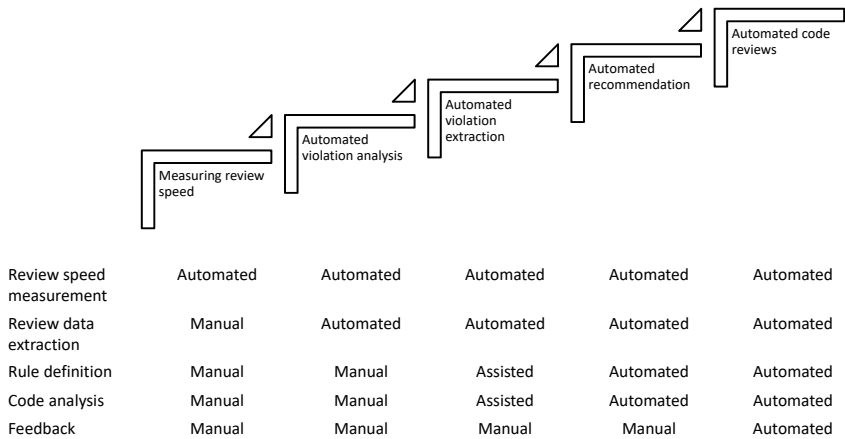 Automated code
reviews
Automated
recommendation
Automated
violation
extraction
Automated
violation analysis
Measuring review
speed
Review speed
measurement
Automated Automated Automated Automated Automated
Review data
extraction
Manual Automated Automated Automated Automated
Rule definition Manual Manual Assisted Automated Automated
Code analysis Manual Manual Assisted Automated Automated
Feedback Manual Manual Manual Manual Automated